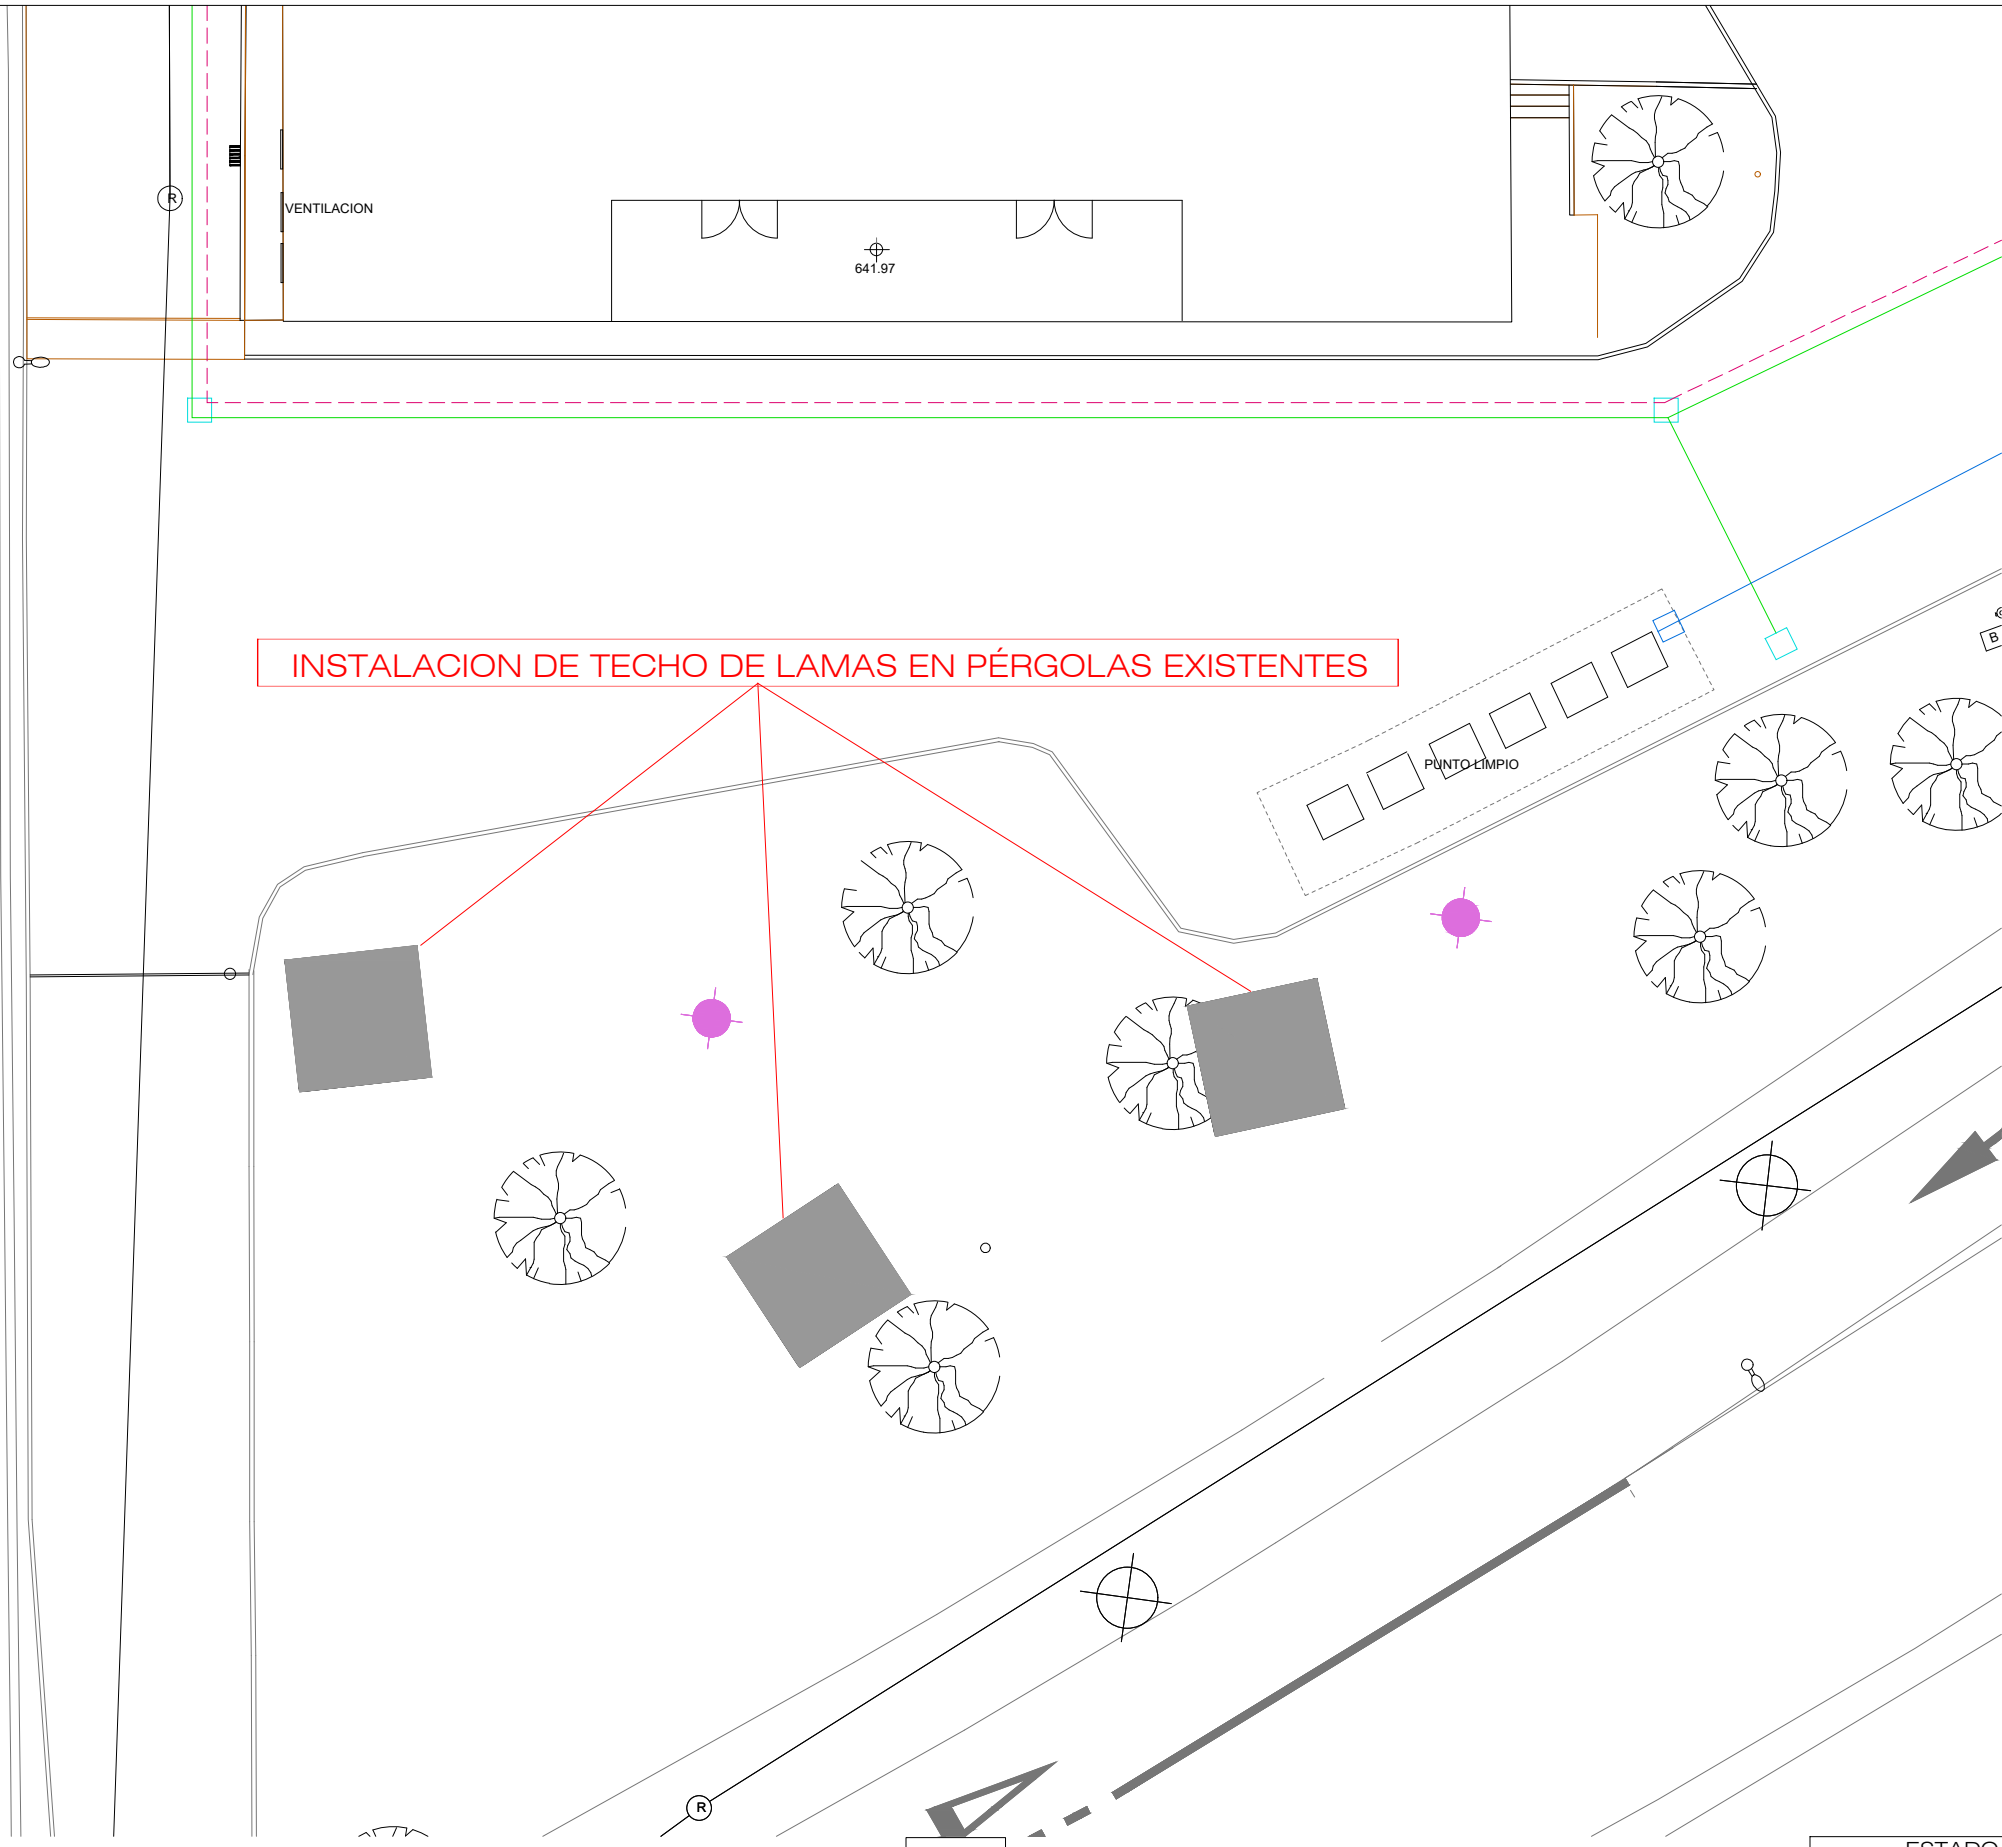 R
VENTILACION
641.97
B
INSTALACION DE TECHO DE LAMAS EN PÉRGOLAS EXISTENTES
PUNTO LIMPIO
R